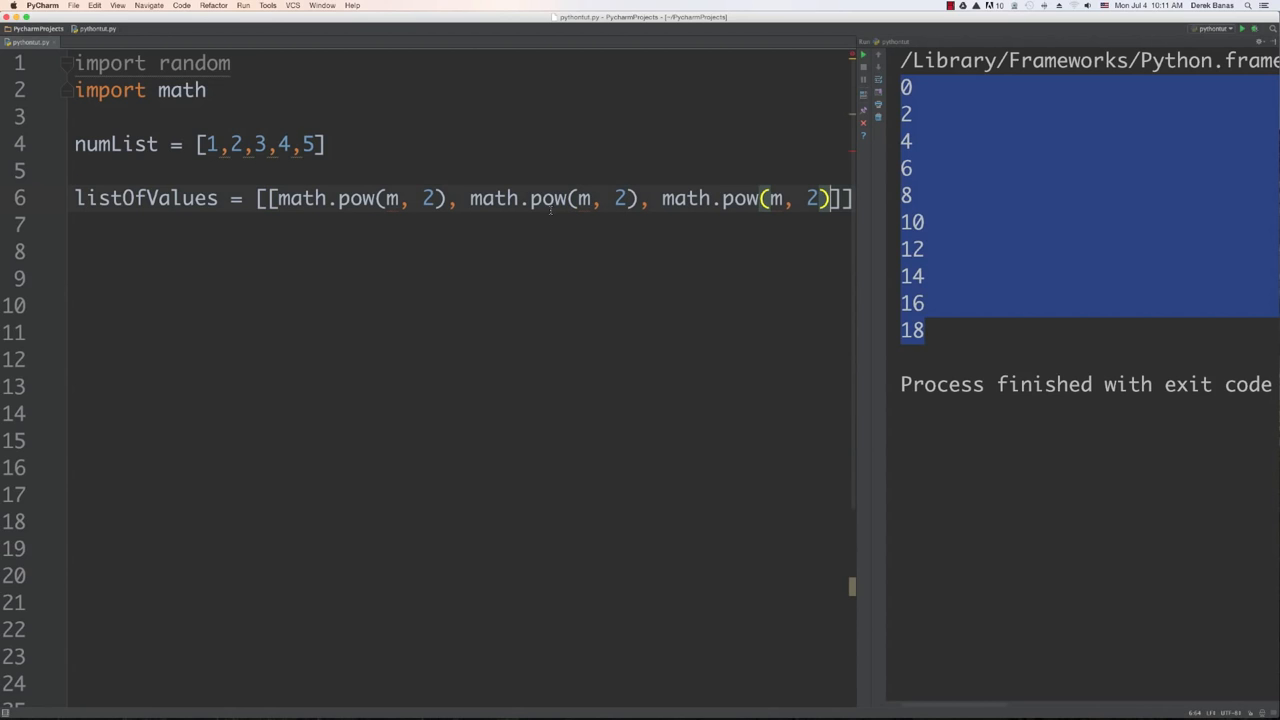 PyCharm File Edit View Navigate Code Refactor Run Tools VCS Window Help
10 Mon Jul 4 10:11 AM Derek Banas
pythontut.py - PycharmProjects - [~/PycharmProjects]
PycharmProjects pythontut.py
pythontut
pythontut.py
Run: pythontut
1 import random
2 import math
3
4 numList = [1,2,3,4,5]
5
6 listOfValues = [[math.pow(m, 2), math.pow(m, 2), math.pow(m, 2)]]
7
8
9
10
11
12
13
14
15
16
17
18
19
20
21
22
23
24
25
/Library/Frameworks/Python.frame
0
2
4
6
8
10
12
14
16
18
Process finished with exit code
6:64 LF‡ UTF-8‡